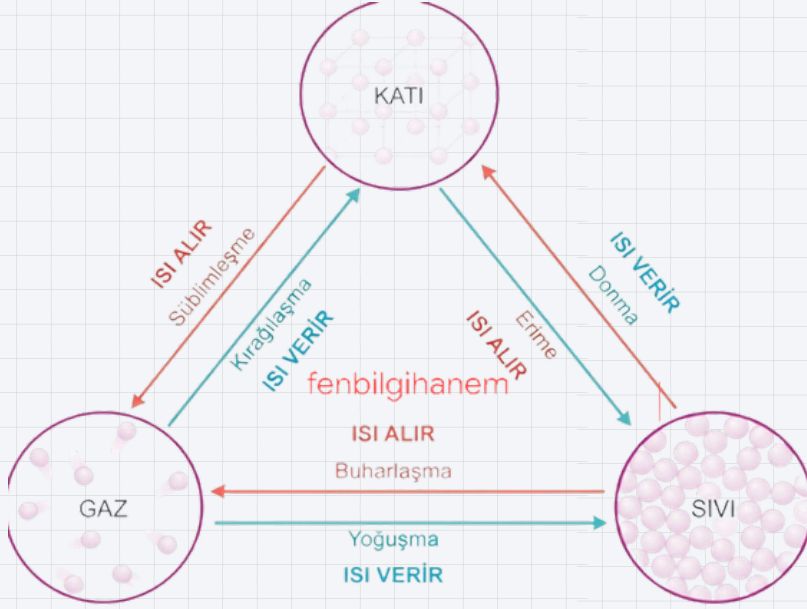 KATI
ISI ALIR
Süblimleşme
Kırağılaşma
ISI VERİR
ISI VERİR
Donma
Erime
ISI ALIR
fenbilgihanem
ISI ALIR
Buharlaşma
GAZ
SIVI
Yoğuşma
ISI VERİR